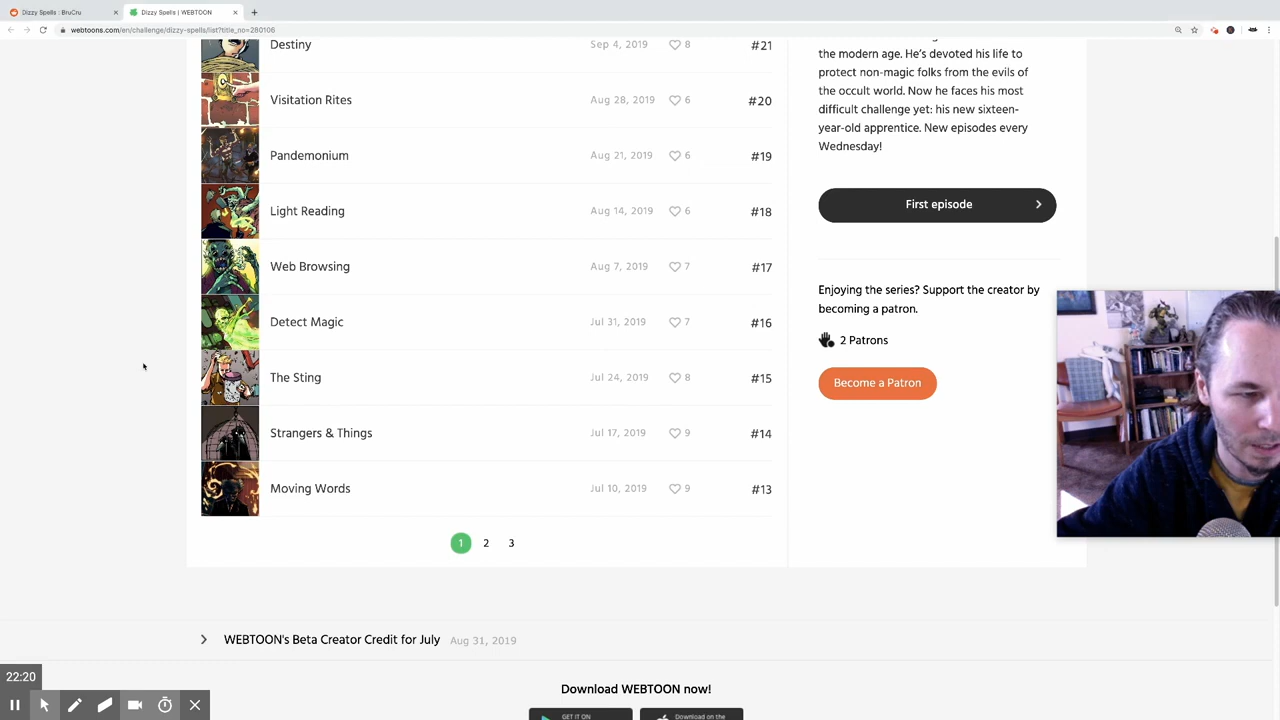 Dizzy Spells : BruCru
Dizzy Spells | WEBTOON
webtoons.com/en/challenge/dizzy-spells/list?title_no=280106
Destiny Sep 4, 2019 8 #21
Visitation Rites Aug 28, 2019 6 #20
Pandemonium Aug 21, 2019 6 #19
Light Reading Aug 14, 2019 6 #18
Web Browsing Aug 7, 2019 7 #17
Detect Magic Jul 31, 2019 7 #16
The Sting Jul 24, 2019 8 #15
Strangers & Things Jul 17, 2019 9 #14
Moving Words Jul 10, 2019 9 #13
1 2 3
the modern age. He's devoted his life to
protect non-magic folks from the evils of
the occult world. Now he faces his most
difficult challenge yet: his new sixteen-
year-old apprentice. New episodes every
Wednesday!
First episode
Enjoying the series? Support the creator by
becoming a patron.
2 Patrons
Become a Patron
WEBTOON's Beta Creator Credit for July Aug 31, 2019
Download WEBTOON now!
GET IT ON
Download on the
22:20